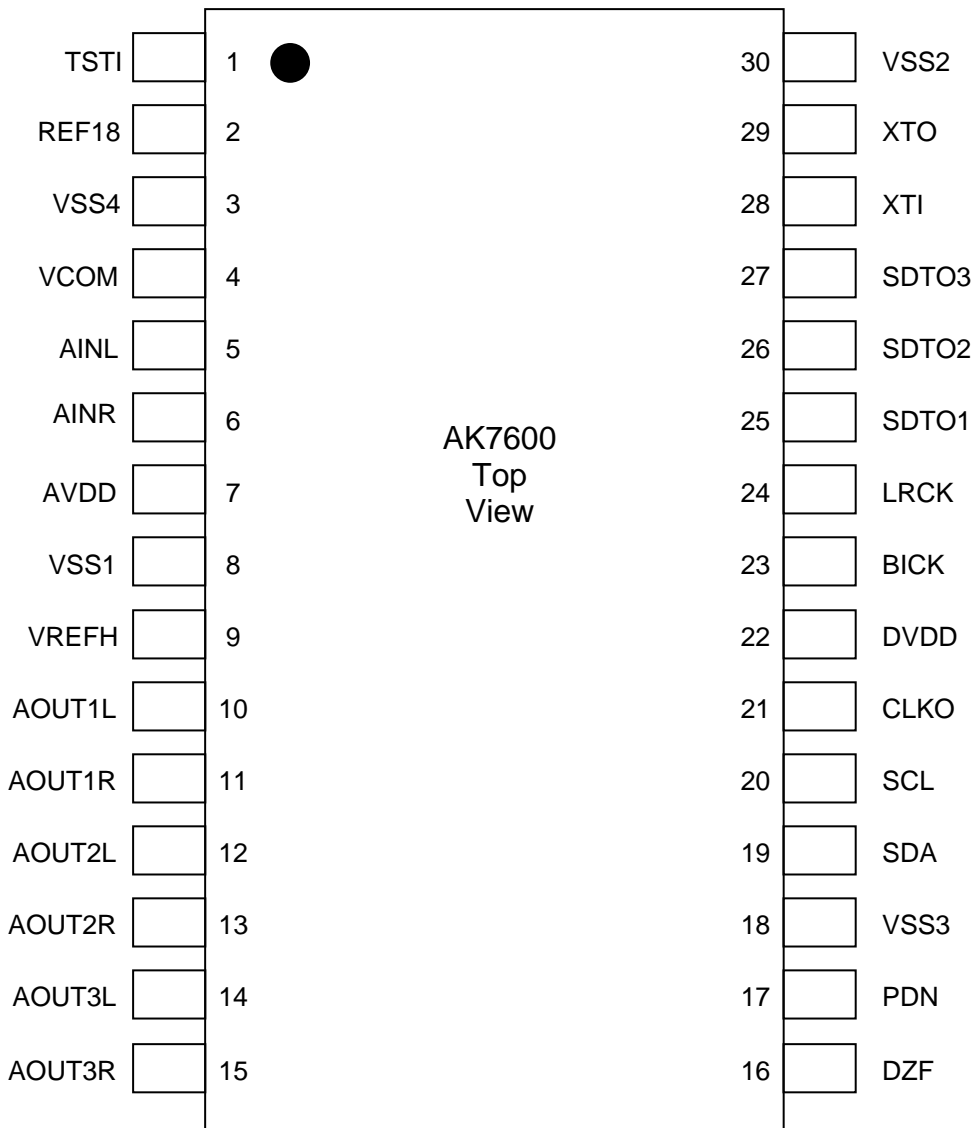 TSTI 1 30 VSS2
REF18 2 29 XTO
VSS4 3 28 XTI
VCOM 4 27 SDTO3
AINL 5 26 SDTO2
AINR 6 25 SDTO1
AK7600
Top
View
AVDD 7 24 LRCK
VSS1 8 23 BICK
VREFH 9 22 DVDD
AOUT1L 10 21 CLKO
AOUT1R 11 20 SCL
AOUT2L 12 19 SDA
AOUT2R 13 18 VSS3
AOUT3L 14 17 PDN
AOUT3R 15 16 DZF